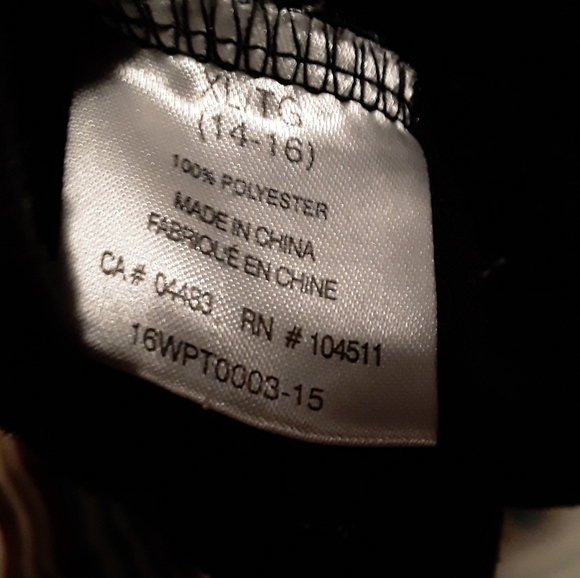 XL/TG
(14-16)
100% POLYESTER
MADE IN CHINA
FABRIQUÉ EN CHINE
CA # 04483 RN # 104511
16WPT0003-15